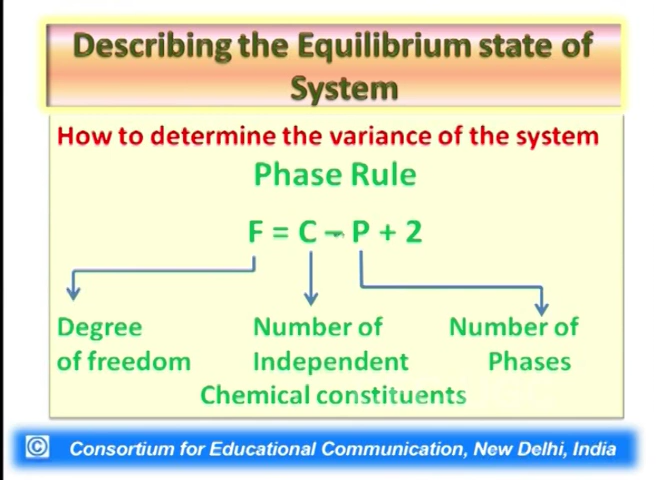 Describing the Equilibrium state of
System
How to determine the variance of the system
Phase Rule
F = C – P + 2
Degree Number of Number of
of freedom Independent Phases
Chemical constituents
© Consortium for Educational Communication, New Delhi, India